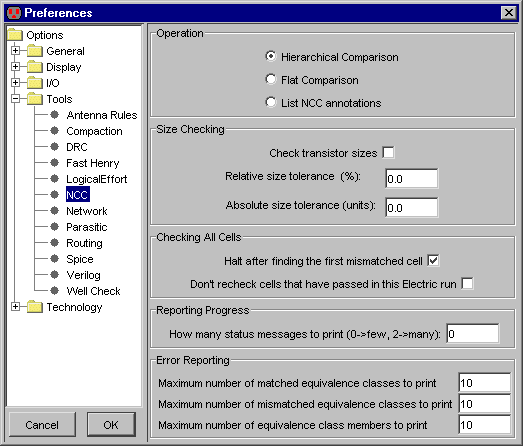 Preferences
Options
General
Display
I/O
Tools
Antenna Rules
Compaction
DRC
Fast Henry
LogicalEffort
NCC
Network
Parasitic
Routing
Spice
Verilog
Well Check
Technology
Cancel
OK
Operation
Hierarchical Comparison
Flat Comparison
List NCC annotations
Size Checking
Check transistor sizes
Relative size tolerance (%): 0.0
Absolute size tolerance (units): 0.0
Checking All Cells
Halt after finding the first mismatched cell
Don't recheck cells that have passed in this Electric run
Reporting Progress
How many status messages to print (0->few, 2->many): 0
Error Reporting
Maximum number of matched equivalence classes to print 10
Maximum number of mismatched equivalence classes to print 10
Maximum number of equivalence class members to print 10